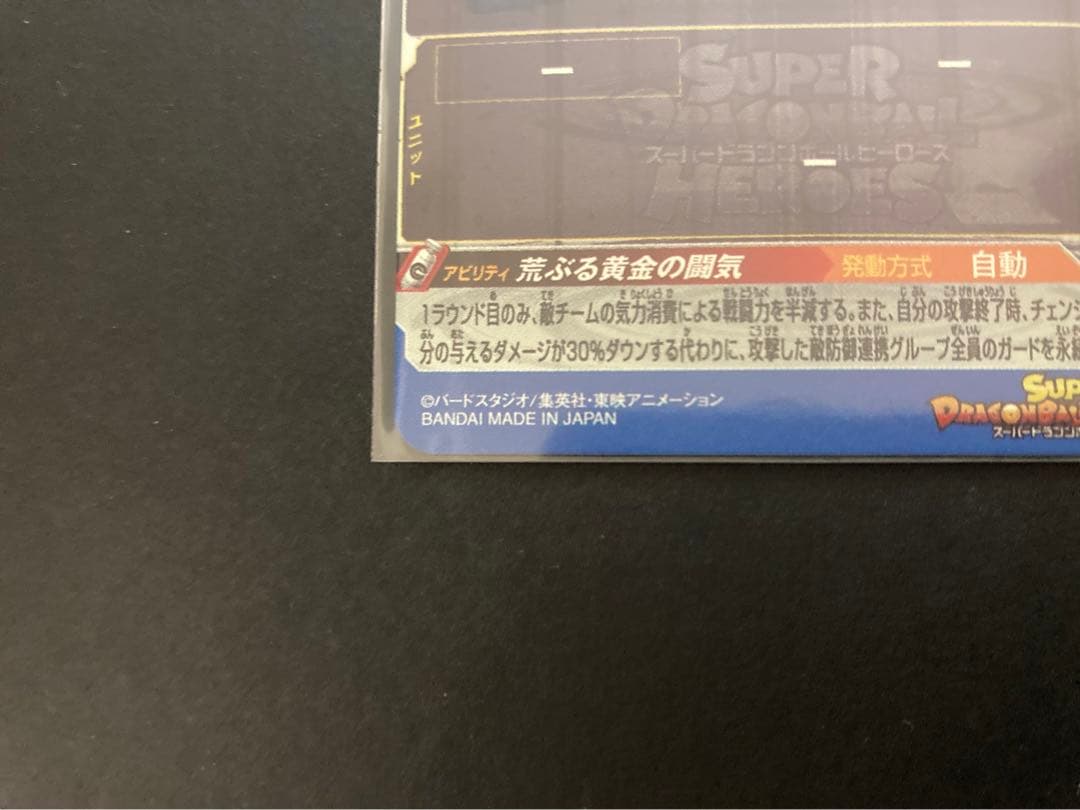 SUPER
DRAGONBALL
スーパードラゴンボールヒーローズ
HEROES
ユニット
アビリティ 荒ぶる黄金の闘気 発動方式 自動
1ラウンド目のみ、敵チームの気力消費による戦闘力を半減する。また、自分の攻撃終了時、チェンジ
分の与えるダメージが30%ダウンする代わりに、攻撃した敵防御連携グループ全員のガードを永続
©バードスタジオ/集英社・東映アニメーション
BANDAI MADE IN JAPAN
SUP
DRAGONBAL
スーパードラゴン